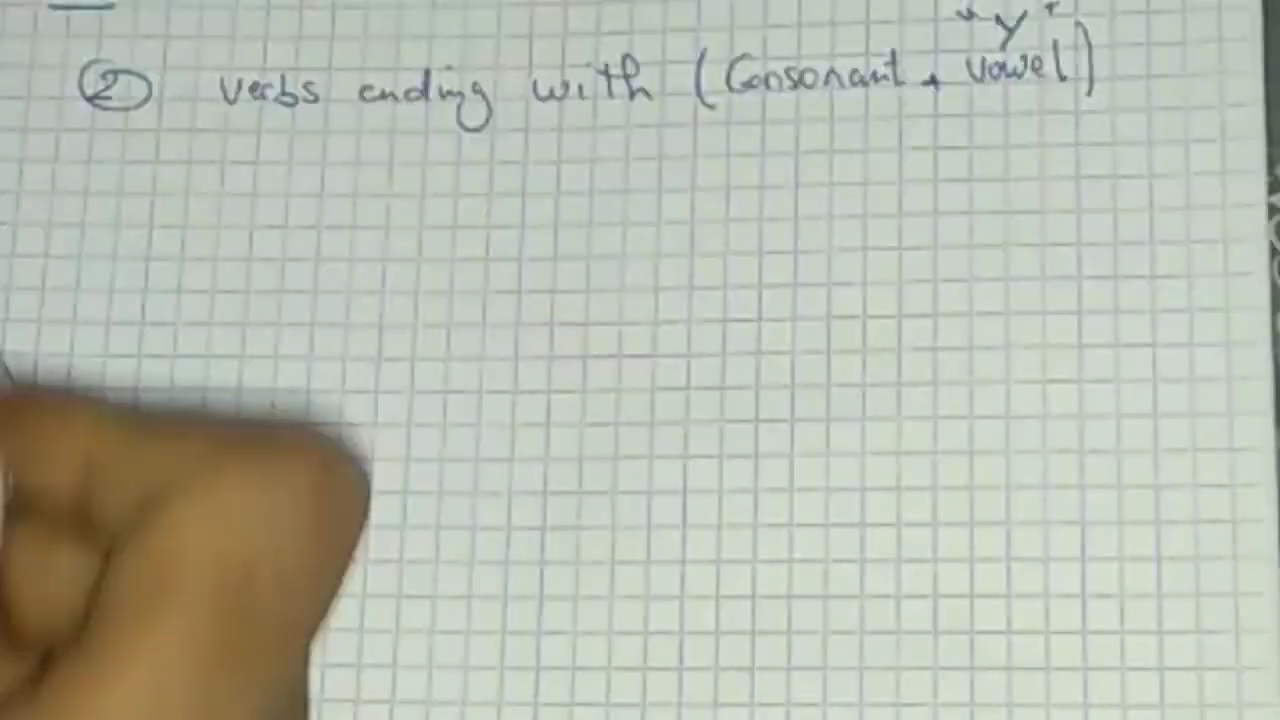 "y"
② verbs ending with (Consonant + vowel)